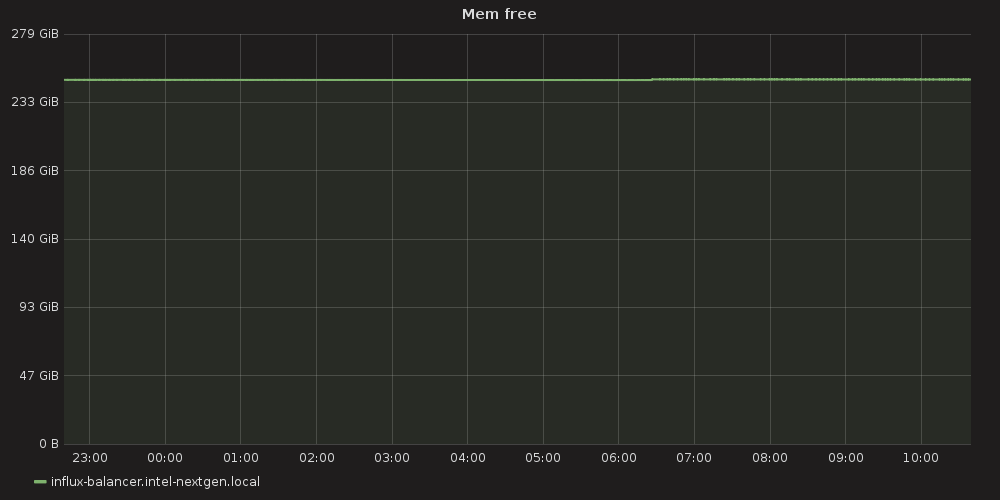 Mem free
279 GiB
233 GiB
186 GiB
140 GiB
93 GiB
47 GiB
0 B
23:00 00:00 01:00 02:00 03:00 04:00 05:00 06:00 07:00 08:00 09:00 10:00
influx-balancer.intel-nextgen.local